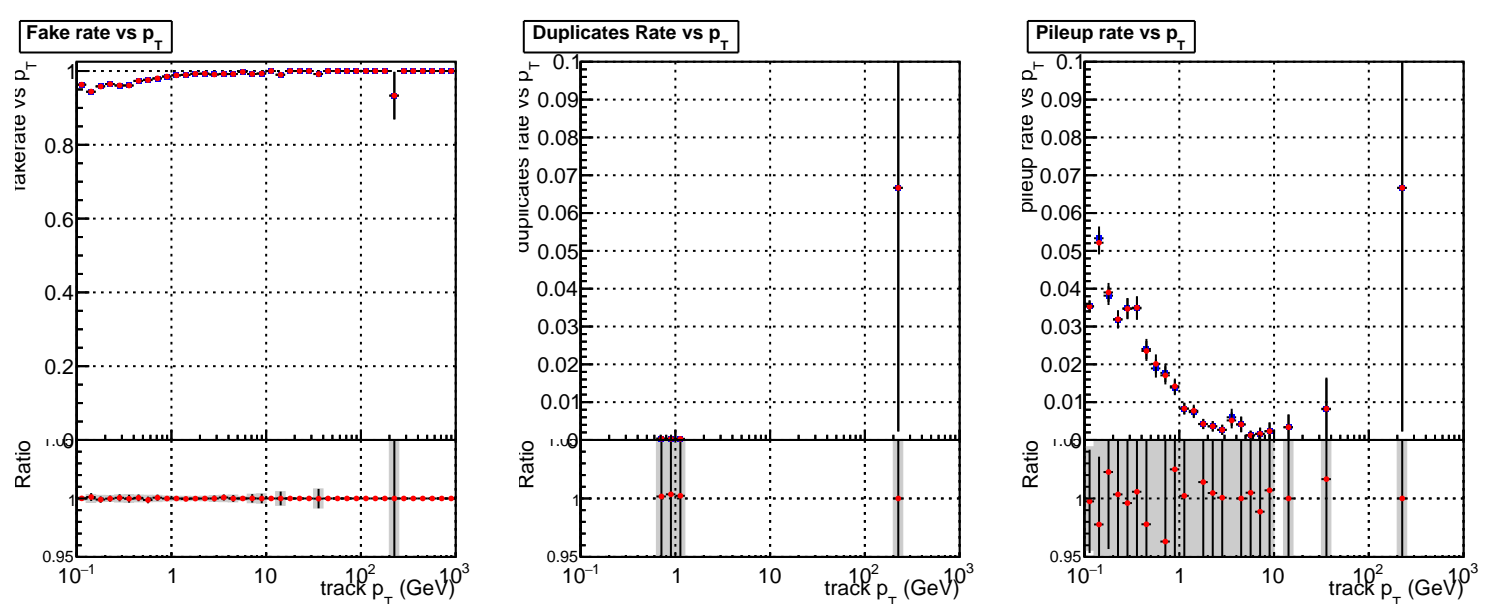 Fake rate vs p_T
Duplicates Rate vs p_T
Pileup rate vs p_T
fakerate vs p_T
1
0.8
0.6
0.4
0.2
0
Ratio
1
0.95
10^−1 1 10 10^2 10^3
track p_T (GeV)
duplicates rate vs p_T
0.1
0.09
0.08
0.07
0.06
0.05
0.04
0.03
0.02
0.01
0
Ratio
1
0.95
10^−1 1 10 10^2 10^3
track p_T (GeV)
pileup rate vs p_T
0.1
0.09
0.08
0.07
0.06
0.05
0.04
0.03
0.02
0.01
0
Ratio
1
0.95
10^−1 1 10 10^2 10^3
track p_T (GeV)